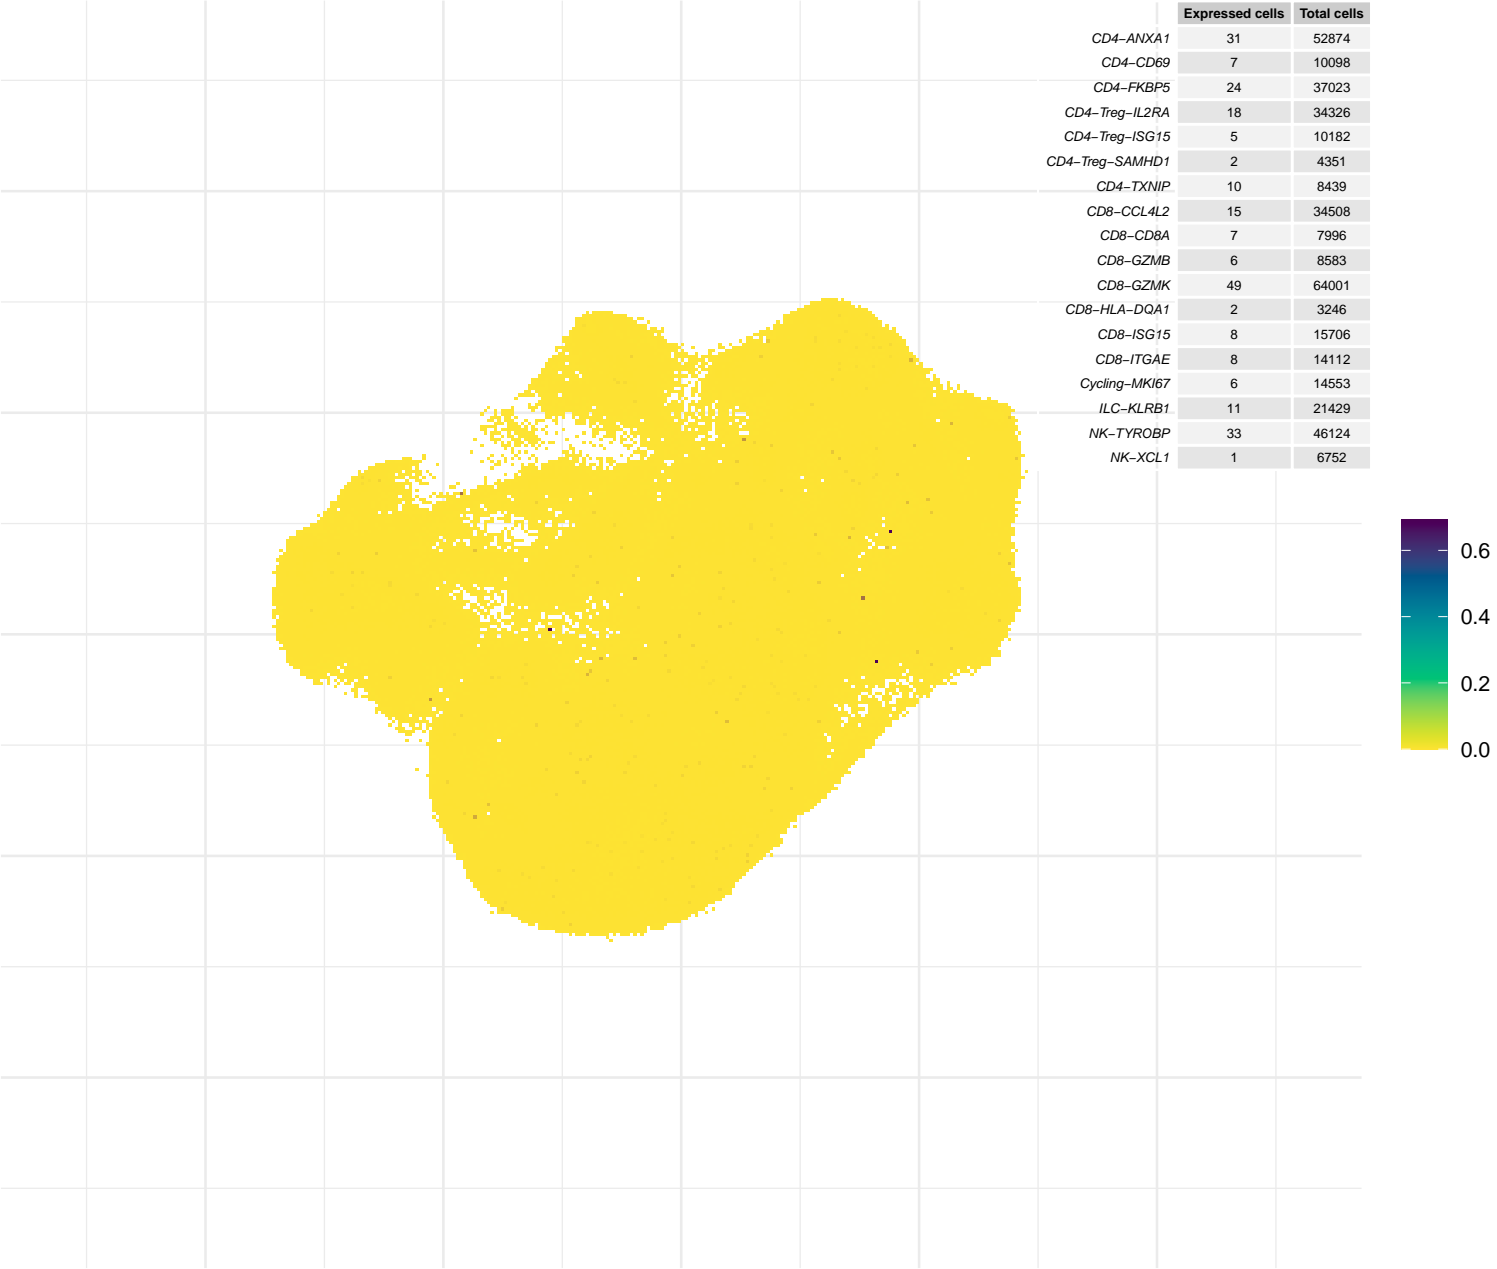 Expressed cells Total cells
CD4−ANXA1 31 52874
CD4−CD69 7 10098
CD4−FKBP5 24 37023
CD4−Treg−IL2RA 18 34326
CD4−Treg−ISG15 5 10182
CD4−Treg−SAMHD1 2 4351
CD4−TXNIP 10 8439
CD8−CCL4L2 15 34508
CD8−CD8A 7 7996
CD8−GZMB 6 8583
CD8−GZMK 49 64001
CD8−HLA−DQA1 2 3246
CD8−ISG15 8 15706
CD8−ITGAE 8 14112
Cycling−MKI67 6 14553
ILC−KLRB1 11 21429
NK−TYROBP 33 46124
NK−XCL1 1 6752
0.6
0.4
0.2
0.0